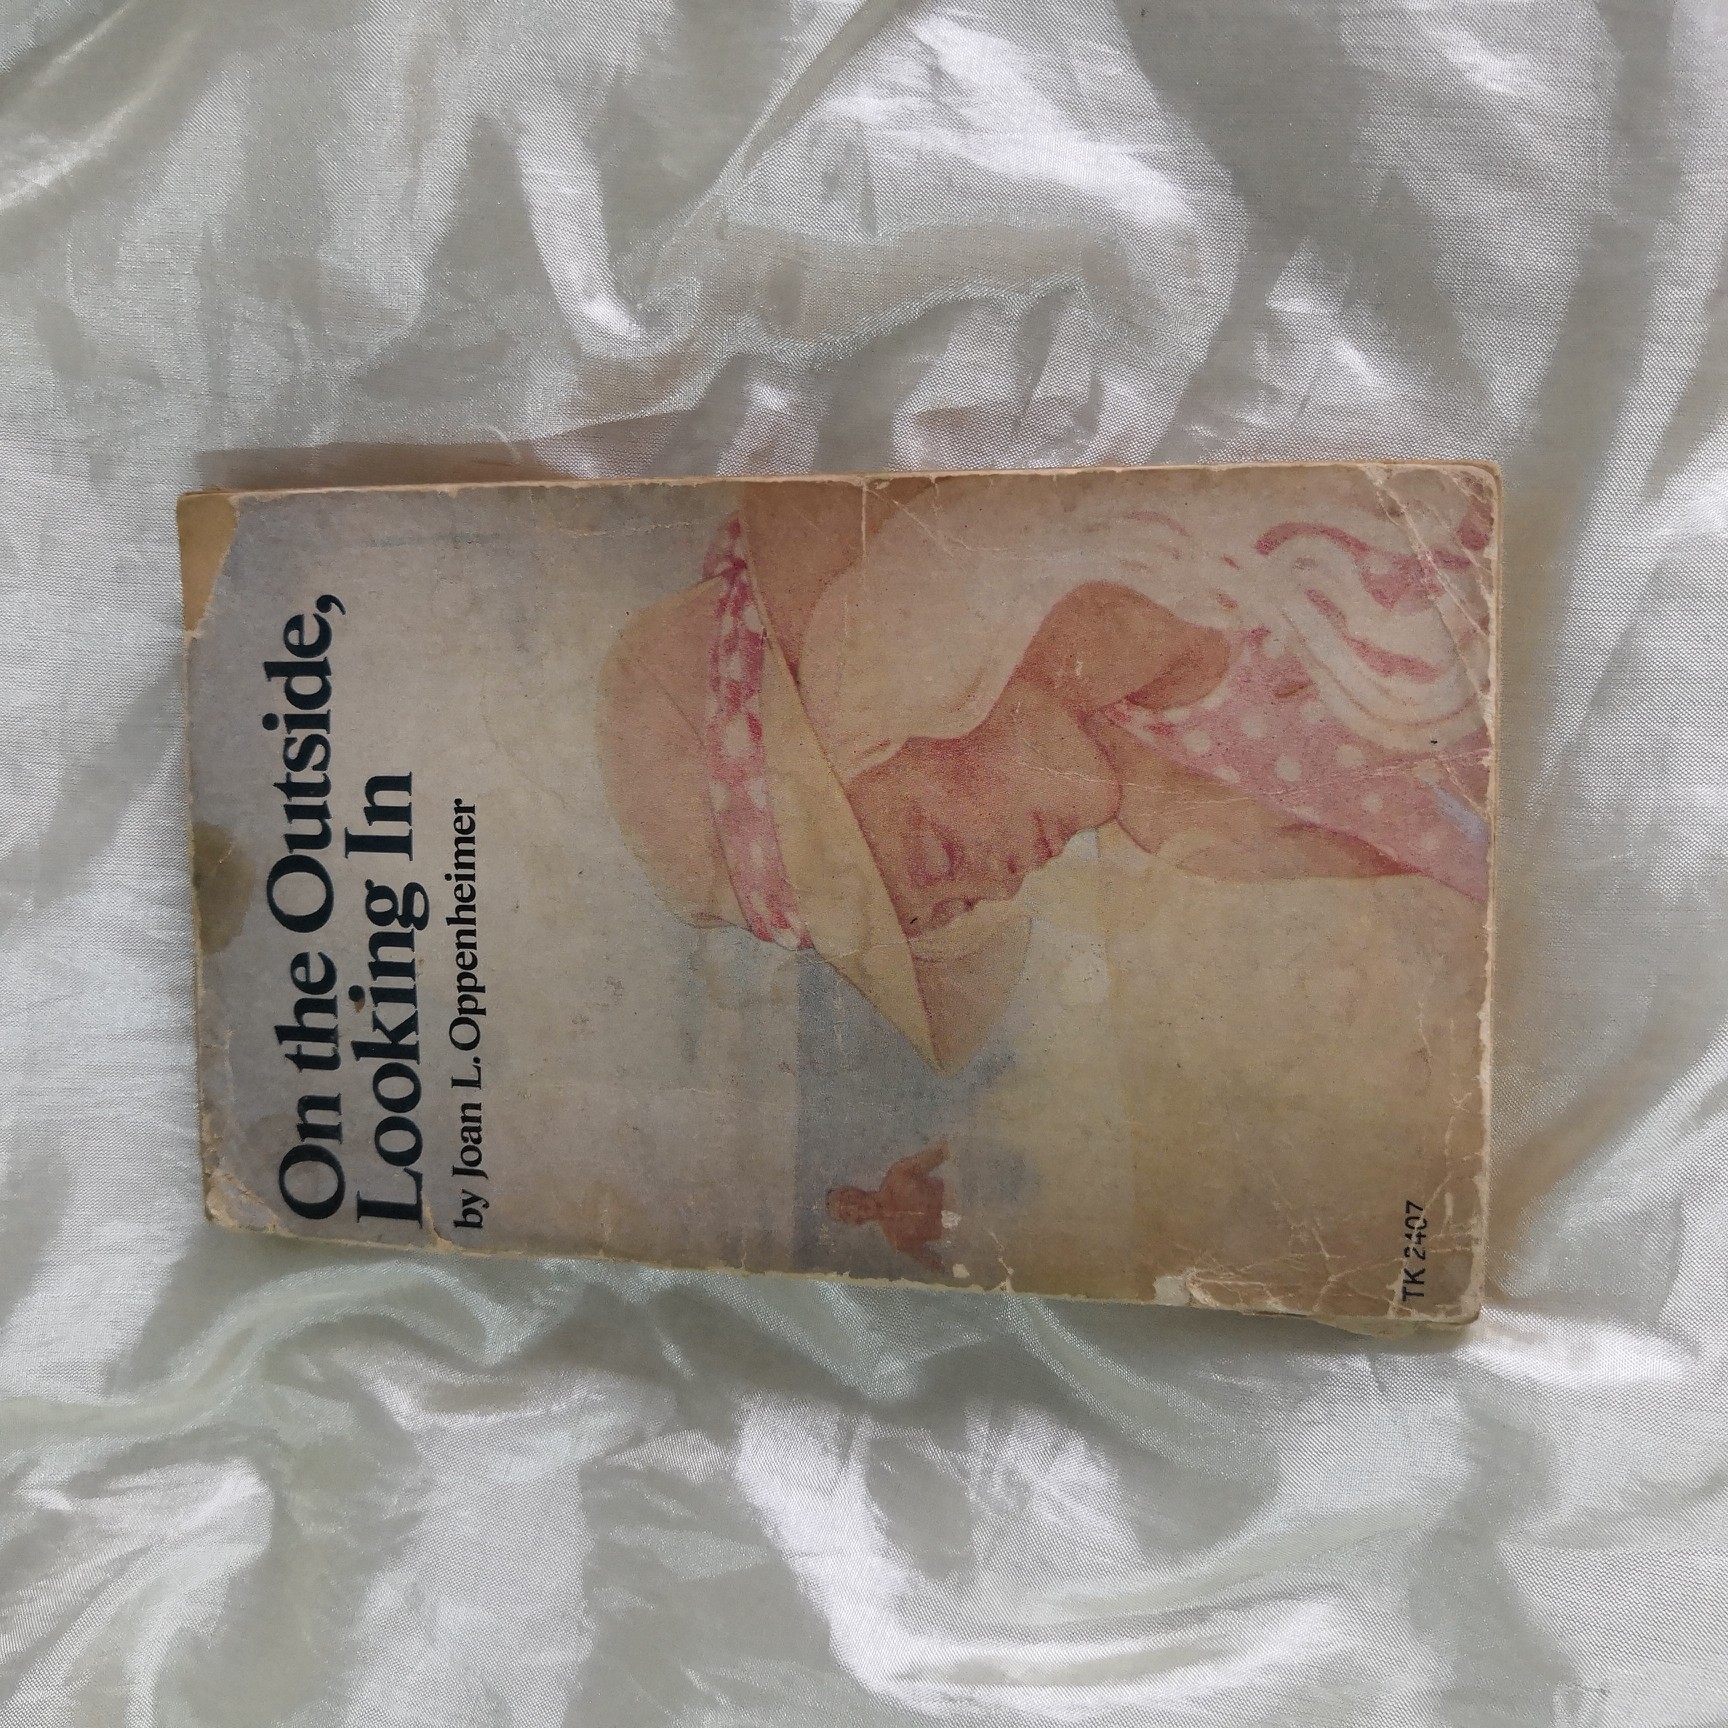 On the Outside,
Looking In
by Joan L. Oppenheimer
TK 2407